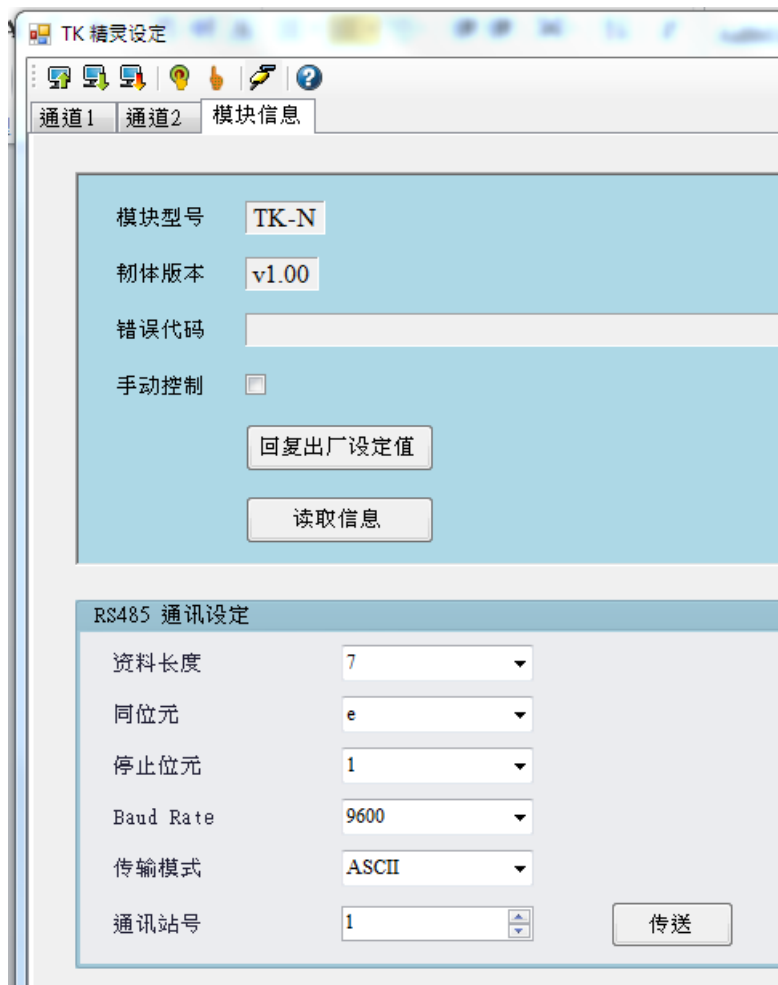 TK 精灵设定
通道1 通道2 模块信息
模块型号 TK-N
韧体版本 v1.00
错误代码
手动控制
回复出厂设定值
读取信息
RS485 通讯设定
资料长度 7
同位元 e
停止位元 1
Baud Rate 9600
传输模式 ASCII
通讯站号 1 传送